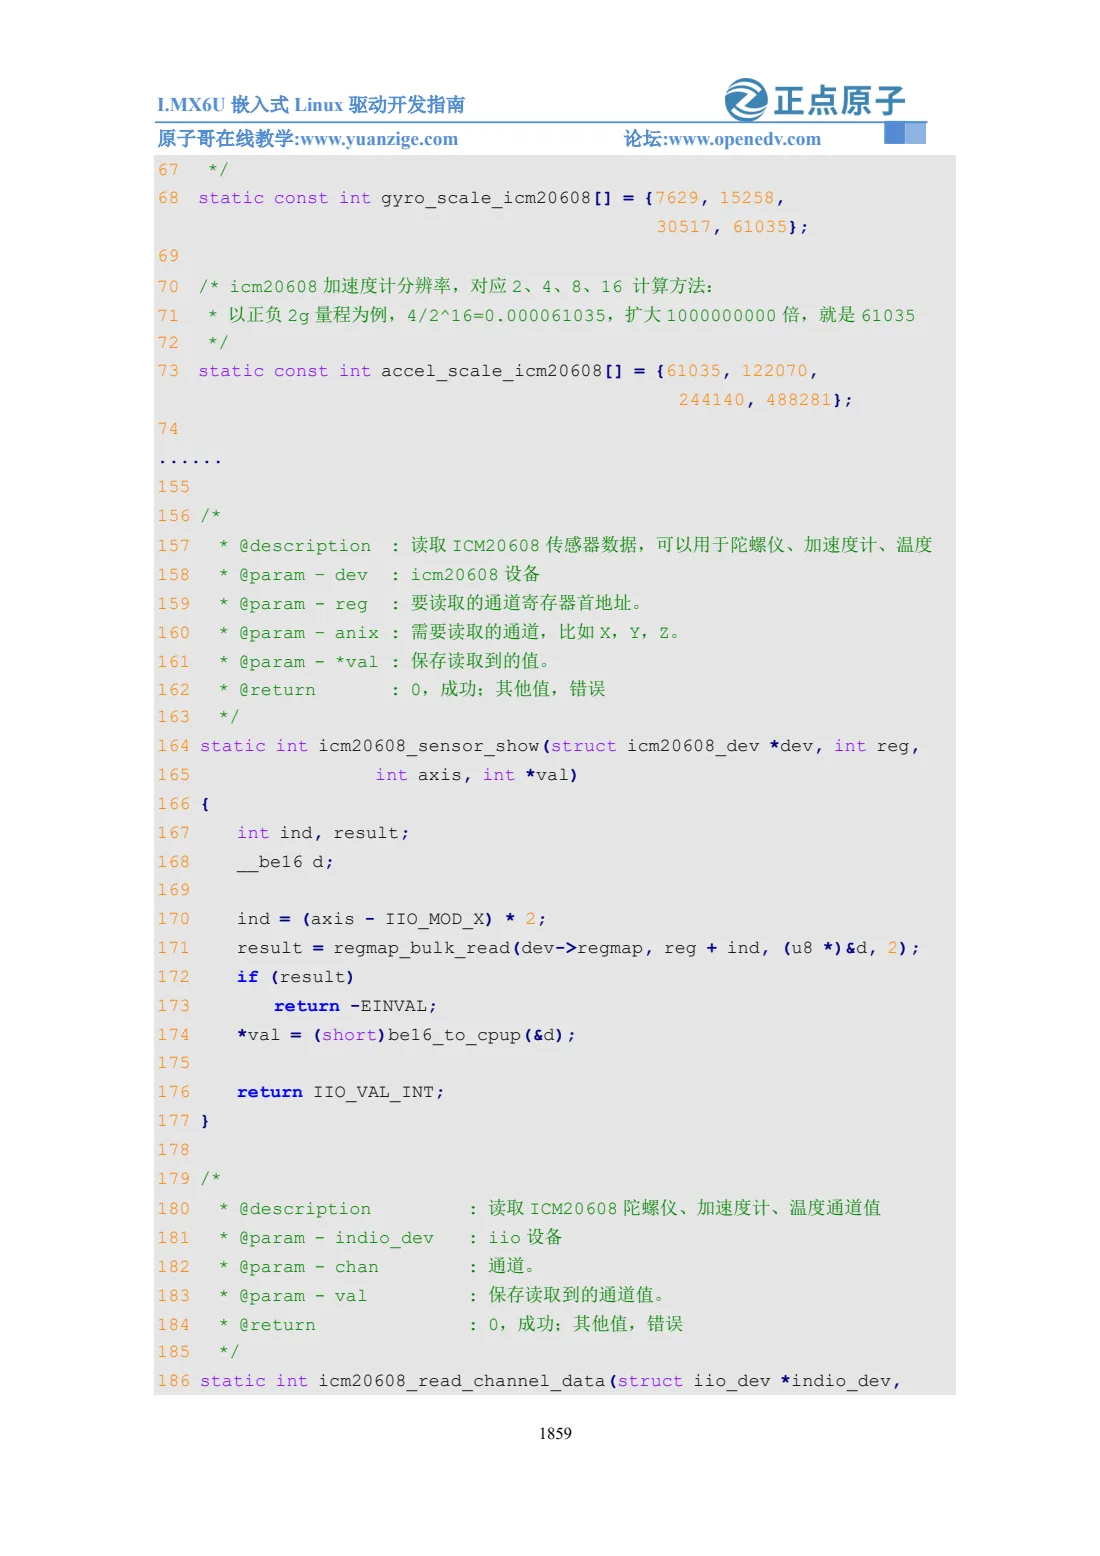 I.MX6U 嵌入式 Linux 驱动开发指南
正点原子
原子哥在线教学:www.yuanzige.com 论坛:www.openedv.com
67 */
68 static const int gyro_scale_icm20608[] = {7629, 15258,
30517, 61035};
69
70 /* icm20608 加速度计分辨率，对应 2、4、8、16 计算方法：
71 * 以正负 2g 量程为例，4/2^16=0.000061035，扩大 1000000000 倍，就是 61035
72 */
73 static const int accel_scale_icm20608[] = {61035, 122070,
244140, 488281};
74
......
155
156 /*
157 * @description : 读取 ICM20608 传感器数据，可以用于陀螺仪、加速度计、温度
158 * @param – dev : icm20608 设备
159 * @param - reg : 要读取的通道寄存器首地址。
160 * @param – anix : 需要读取的通道，比如 X，Y，Z。
161 * @param - *val : 保存读取到的值。
162 * @return : 0，成功；其他值，错误
163 */
164 static int icm20608_sensor_show(struct icm20608_dev *dev, int reg,
165 int axis, int *val)
166 {
167 int ind, result;
168 __be16 d;
169
170 ind = (axis - IIO_MOD_X) * 2;
171 result = regmap_bulk_read(dev->regmap, reg + ind, (u8 *)&d, 2);
172 if (result)
173 return -EINVAL;
174 *val = (short)be16_to_cpup(&d);
175
176 return IIO_VAL_INT;
177 }
178
179 /*
180 * @description : 读取 ICM20608 陀螺仪、加速度计、温度通道值
181 * @param - indio_dev : iio 设备
182 * @param - chan : 通道。
183 * @param - val : 保存读取到的通道值。
184 * @return : 0，成功；其他值，错误
185 */
186 static int icm20608_read_channel_data(struct iio_dev *indio_dev,
1859